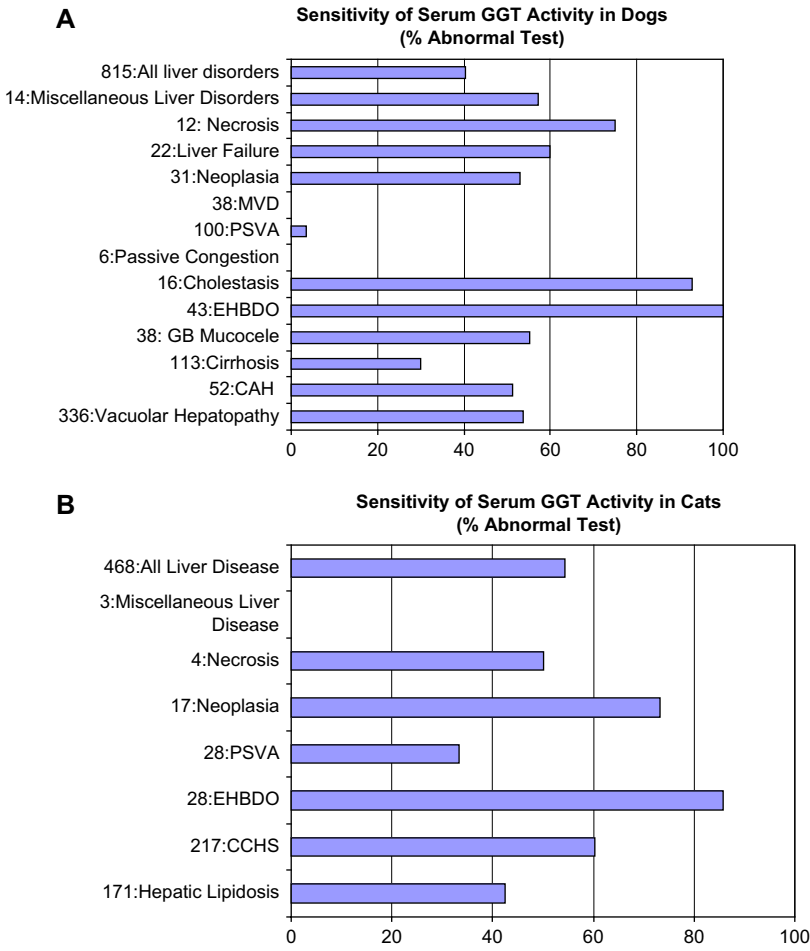 A
Sensitivity of Serum GGT Activity in Dogs
(% Abnormal Test)
815:All liver disorders
14:Miscellaneous Liver Disorders
12: Necrosis
22:Liver Failure
31:Neoplasia
38:MVD
100:PSVA
6:Passive Congestion
16:Cholestasis
43:EHBDO
38: GB Mucocele
113:Cirrhosis
52:CAH
336:Vacuolar Hepatopathy
0 20 40 60 80 100
B
Sensitivity of Serum GGT Activity in Cats
(% Abnormal Test)
468:All Liver Disease
3:Miscellaneous Liver
Disease
4:Necrosis
17:Neoplasia
28:PSVA
28:EHBDO
217:CCHS
171:Hepatic Lipidosis
0 20 40 60 80 100